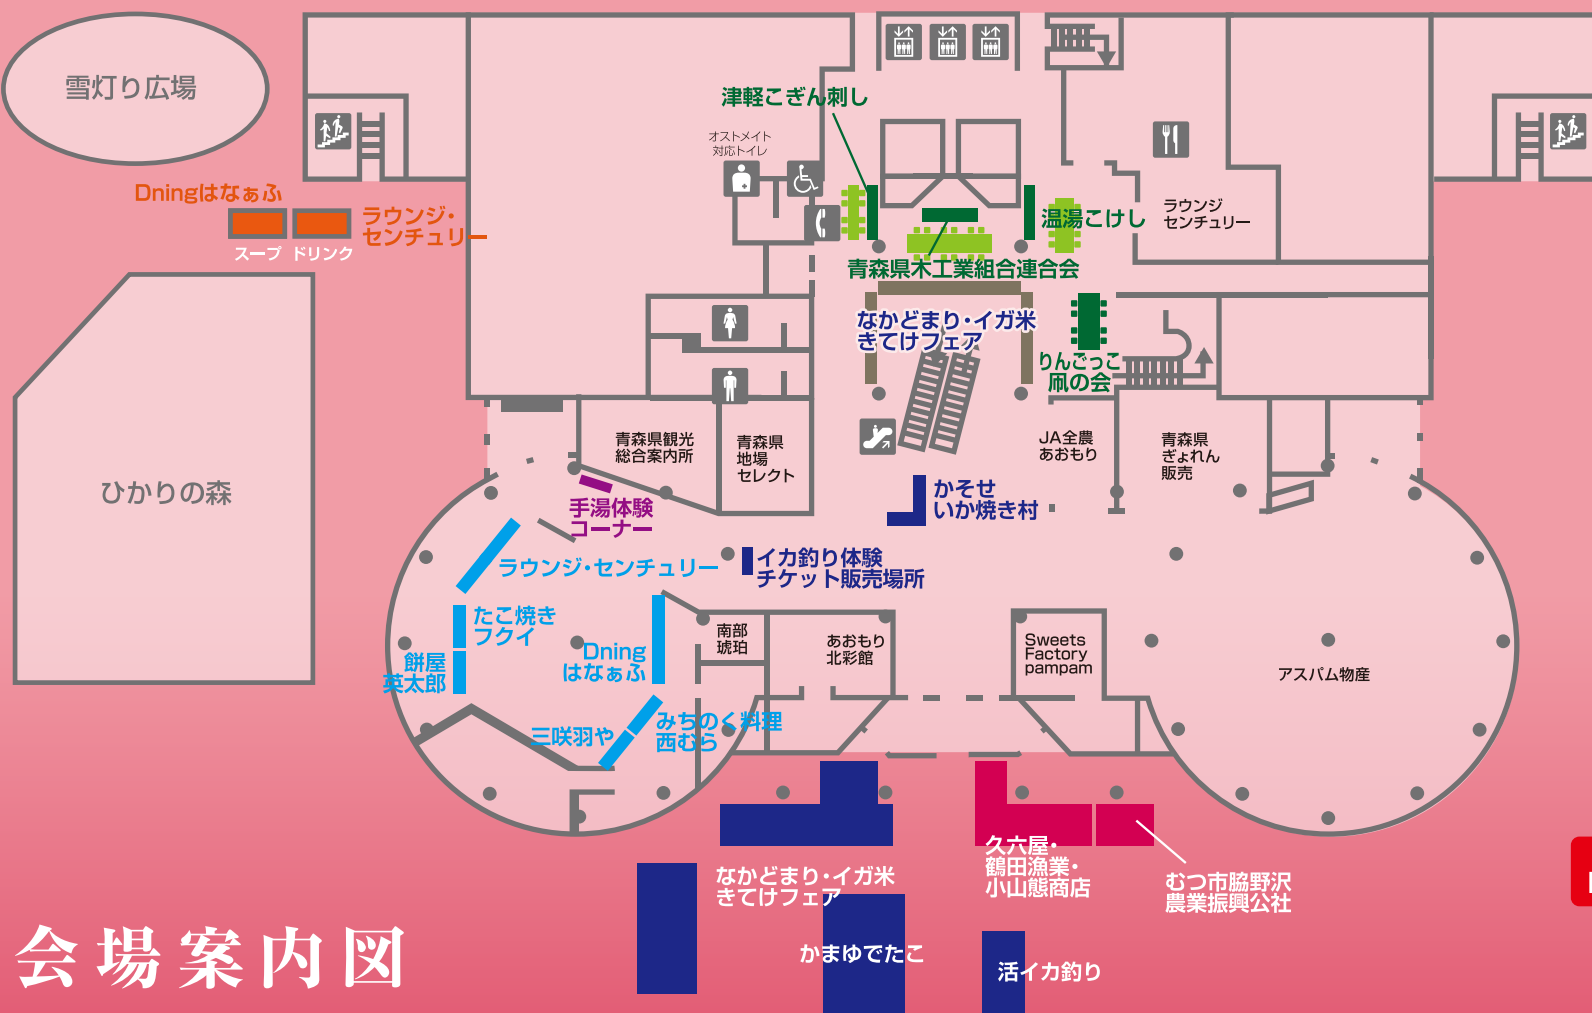 雪灯り広場
津軽こぎん刺し
オストメイト
対応トイレ
Dningはなぁふ
ラウンジ・
センチュリー
スープ
ドリンク
ラウンジ
センチュリー
温湯こけし
青森県木工業組合連合会
なかどまり・イガ米
きてけフェア
りんごっこ
凧の会
青森県観光
総合案内所
青森県
地場
セレクト
JA全農
あおもり
青森県
ぎょれん
販売
ひかりの森
手湯体験
コーナー
かそせ
いか焼き村
ラウンジ・センチュリー
イカ釣り体験
チケット販売場所
たこ焼き
フクイ
餅屋
英太郎
Dning
はなぁふ
南部
琥珀
あおもり
北彩館
Sweets
Factory
pampam
アスパム物産
三咲羽や
みちのく料理
西むら
久六屋・
鶴田漁業・
小山態商店
むつ市脇野沢
農業振興公社
なかどまり・イガ米
きてけフェア
かまゆでたこ
活イカ釣り
会場案内図